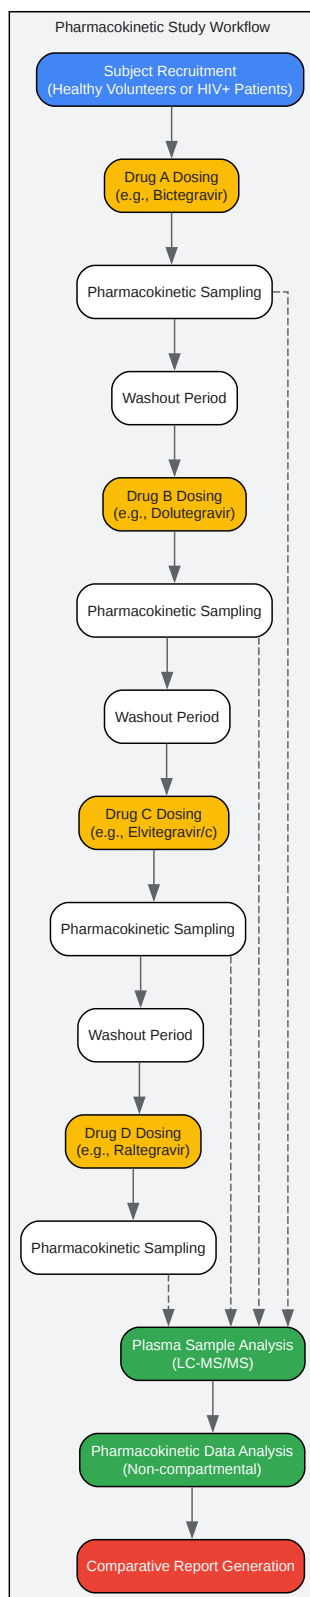 Pharmacokinetic Study Workflow
Subject Recruitment
(Healthy Volunteers or HIV+ Patients)
Drug A Dosing
(e.g., Bictegravir)
Pharmacokinetic Sampling
Washout Period
Drug B Dosing
(e.g., Dolutegravir)
Pharmacokinetic Sampling
Washout Period
Drug C Dosing
(e.g., Elvitegravir/c)
Pharmacokinetic Sampling
Washout Period
Drug D Dosing
(e.g., Raltegravir)
Pharmacokinetic Sampling
Plasma Sample Analysis
(LC-MS/MS)
Pharmacokinetic Data Analysis
(Non-compartmental)
Comparative Report Generation